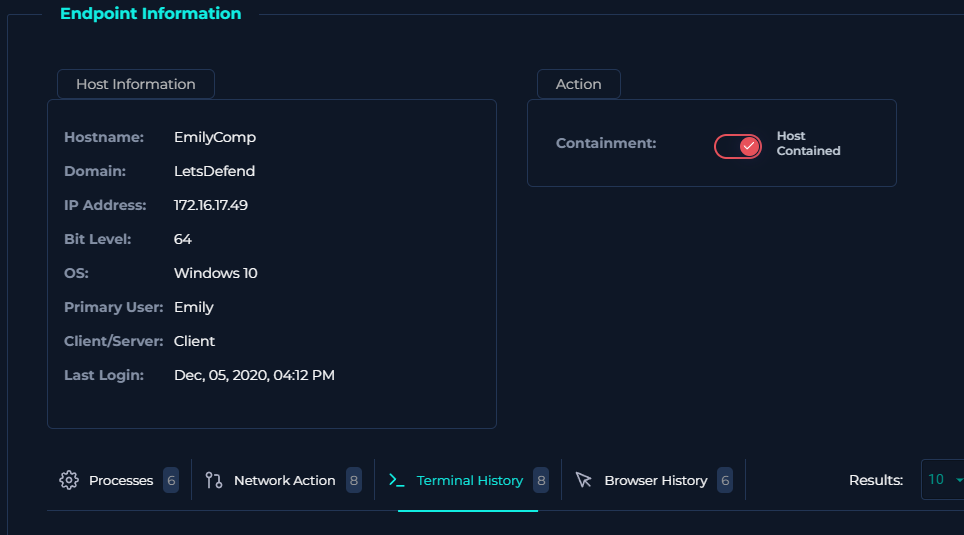 Endpoint Information
Host Information
Hostname: EmilyComp
Domain: LetsDefend
IP Address: 172.16.17.49
Bit Level: 64
OS: Windows 10
Primary User: Emily
Client/Server: Client
Last Login: Dec, 05, 2020, 04:12 PM
Action
Containment: Host
Contained
Processes 6 Network Action 8 Terminal History 8 Browser History 6 Results: 10